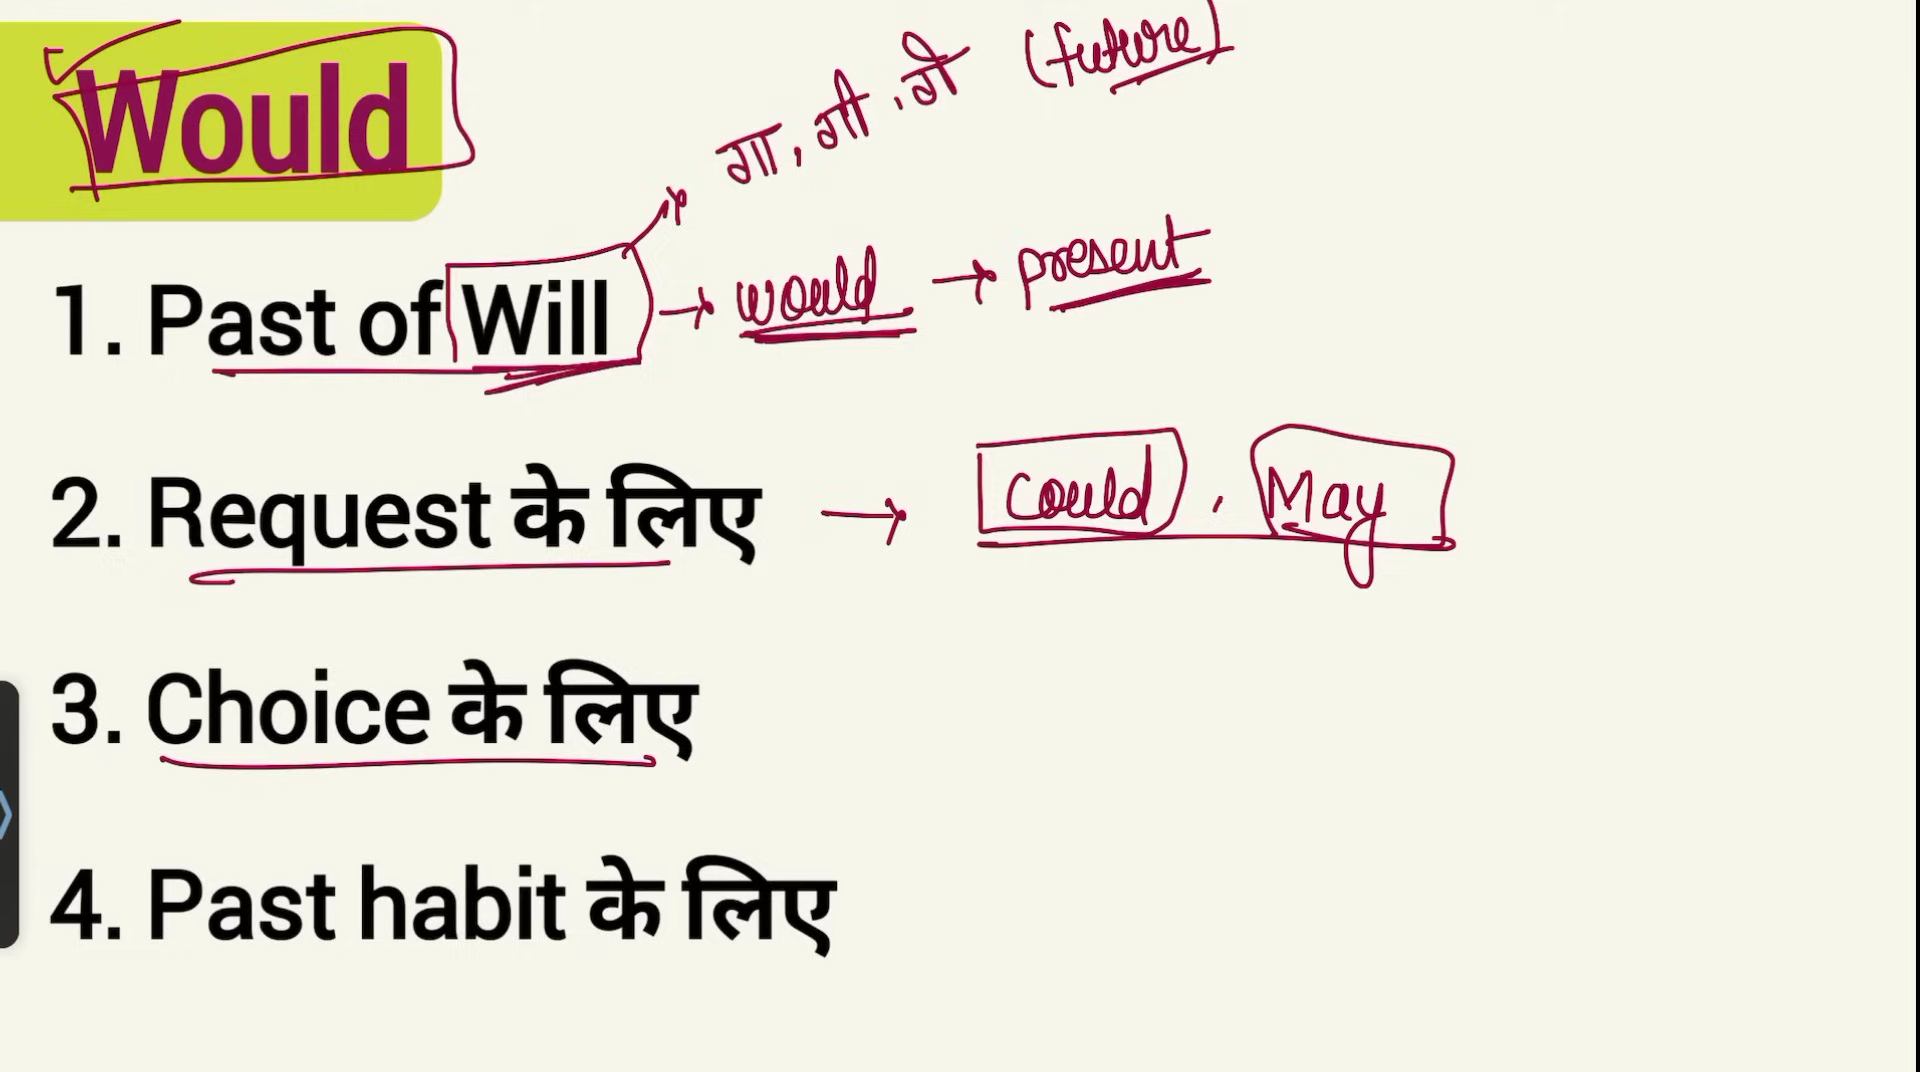 Would
गा, गी, गे (future)
1. Past of Will → would → present
2. Request के लिए → could, May
3. Choice के लिए
4. Past habit के लिए